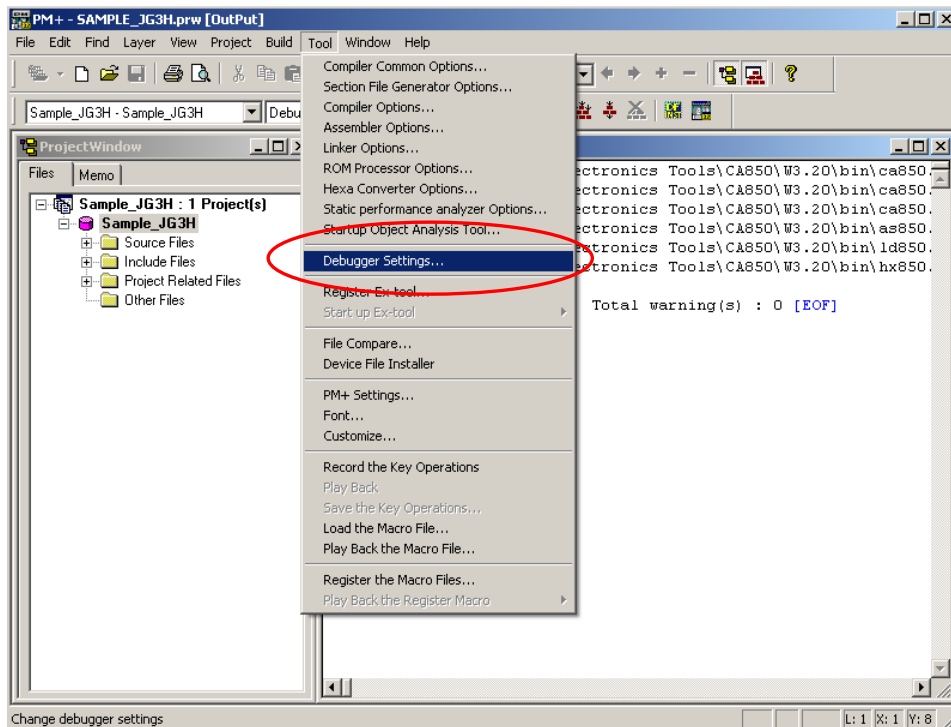 PM+ - SAMPLE_JG3H.prw [OutPut]
File Edit Find Layer View Project Build Tool Window Help
Sample_JG3H - Sample_JG3H
Debu
ProjectWindow
Files Memo
Sample_JG3H : 1 Project(s)
Sample_JG3H
Source Files
Include Files
Project Related Files
Other Files
Compiler Common Options...
Section File Generator Options...
Compiler Options...
Assembler Options...
Linker Options...
ROM Processor Options...
Hexa Converter Options...
Static performance analyzer Options...
Startup Object Analysis Tool...
Debugger Settings...
Register Ex-tool...
Start up Ex-tool
File Compare...
Device File Installer
PM+ Settings...
Font...
Customize...
Record the Key Operations
Play Back
Save the Key Operations...
Load the Macro File...
Play Back the Macro File...
Register the Macro Files...
Play Back the Register Macro
ectronics Tools\CA850\W3.20\bin\ca850.
ectronics Tools\CA850\W3.20\bin\ca850.
ectronics Tools\CA850\W3.20\bin\ca850.
ectronics Tools\CA850\W3.20\bin\as850.
ectronics Tools\CA850\W3.20\bin\ld850.
ectronics Tools\CA850\W3.20\bin\hx850.
Total warning(s) : 0 [EOF]
Change debugger settings
L: 1 X: 1 Y: 8